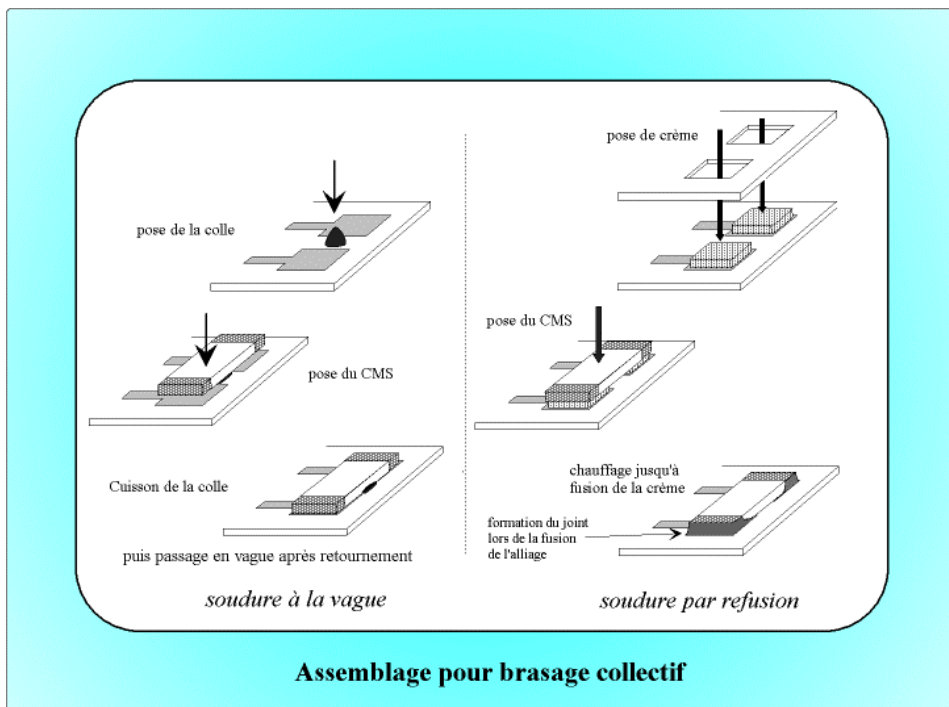 pose de la colle
pose du CMS
Cuisson de la colle
puis passage en vague après retournement
soudure à la vague
pose de crème
pose du CMS
chauffage jusqu'à
fusion de la crème
formation du joint
lors de la fusion
de l'alliage
soudure par refusion
Assemblage pour brasage collectif